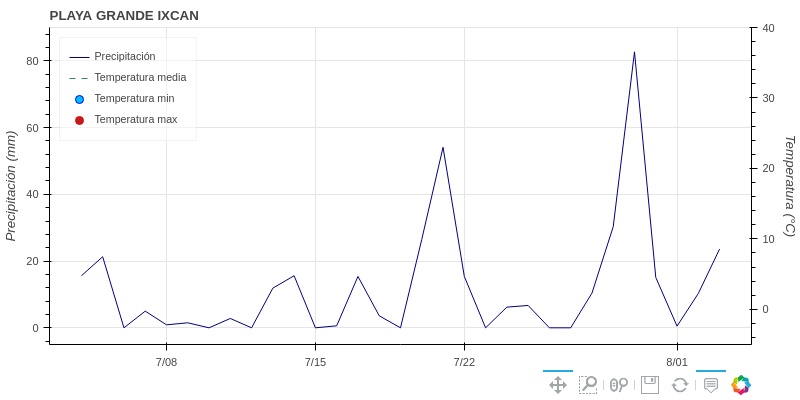 PLAYA GRANDE IXCAN
Precipitación
Temperatura media
Temperatura min
Temperatura max
Precipitación (mm)
80
60
40
20
0
40
30
20
10
0
Temperatura (°C)
7/08
7/15
7/22
8/01